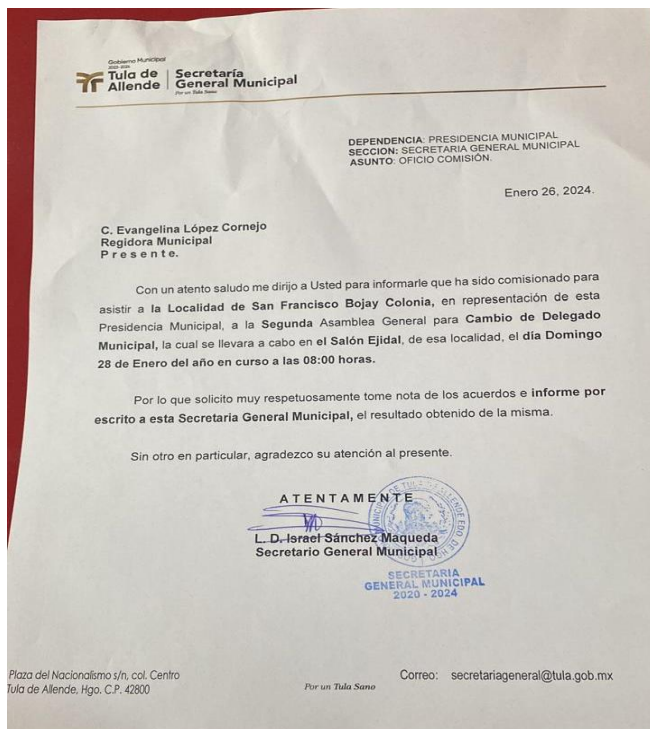 Gobierno Municipal
2020-2024
Tula de
Allende
Secretaría
General Municipal
Por un Tula Sano
DEPENDENCIA: PRESIDENCIA MUNICIPAL
SECCION: SECRETARIA GENERAL MUNICIPAL
ASUNTO: OFICIO COMISIÓN.
Enero 26, 2024.
C. Evangelina López Cornejo
Regidora Municipal
Presente.
Con un atento saludo me dirijo a Usted para informarle que ha sido comisionado para
asistir a la Localidad de San Francisco Bojay Colonia, en representación de esta
Presidencia Municipal, a la Segunda Asamblea General para Cambio de Delegado
Municipal, la cual se llevara a cabo en el Salón Ejidal, de esa localidad, el día Domingo
28 de Enero del año en curso a las 08:00 horas.
Por lo que solicito muy respetuosamente tome nota de los acuerdos e informe por
escrito a esta Secretaria General Municipal, el resultado obtenido de la misma.
Sin otro en particular, agradezco su atención al presente.
ATENTAMENTE
L. D. Israel Sánchez Maqueda
Secretario General Municipal
SECRETARIA
GENERAL MUNICIPAL
2020 - 2024
Plaza del Nacionalismo s/n, col. Centro
Tula de Allende, Hgo. C.P. 42800
Por un Tula Sano
Correo: secretariageneral@tula.gob.mx